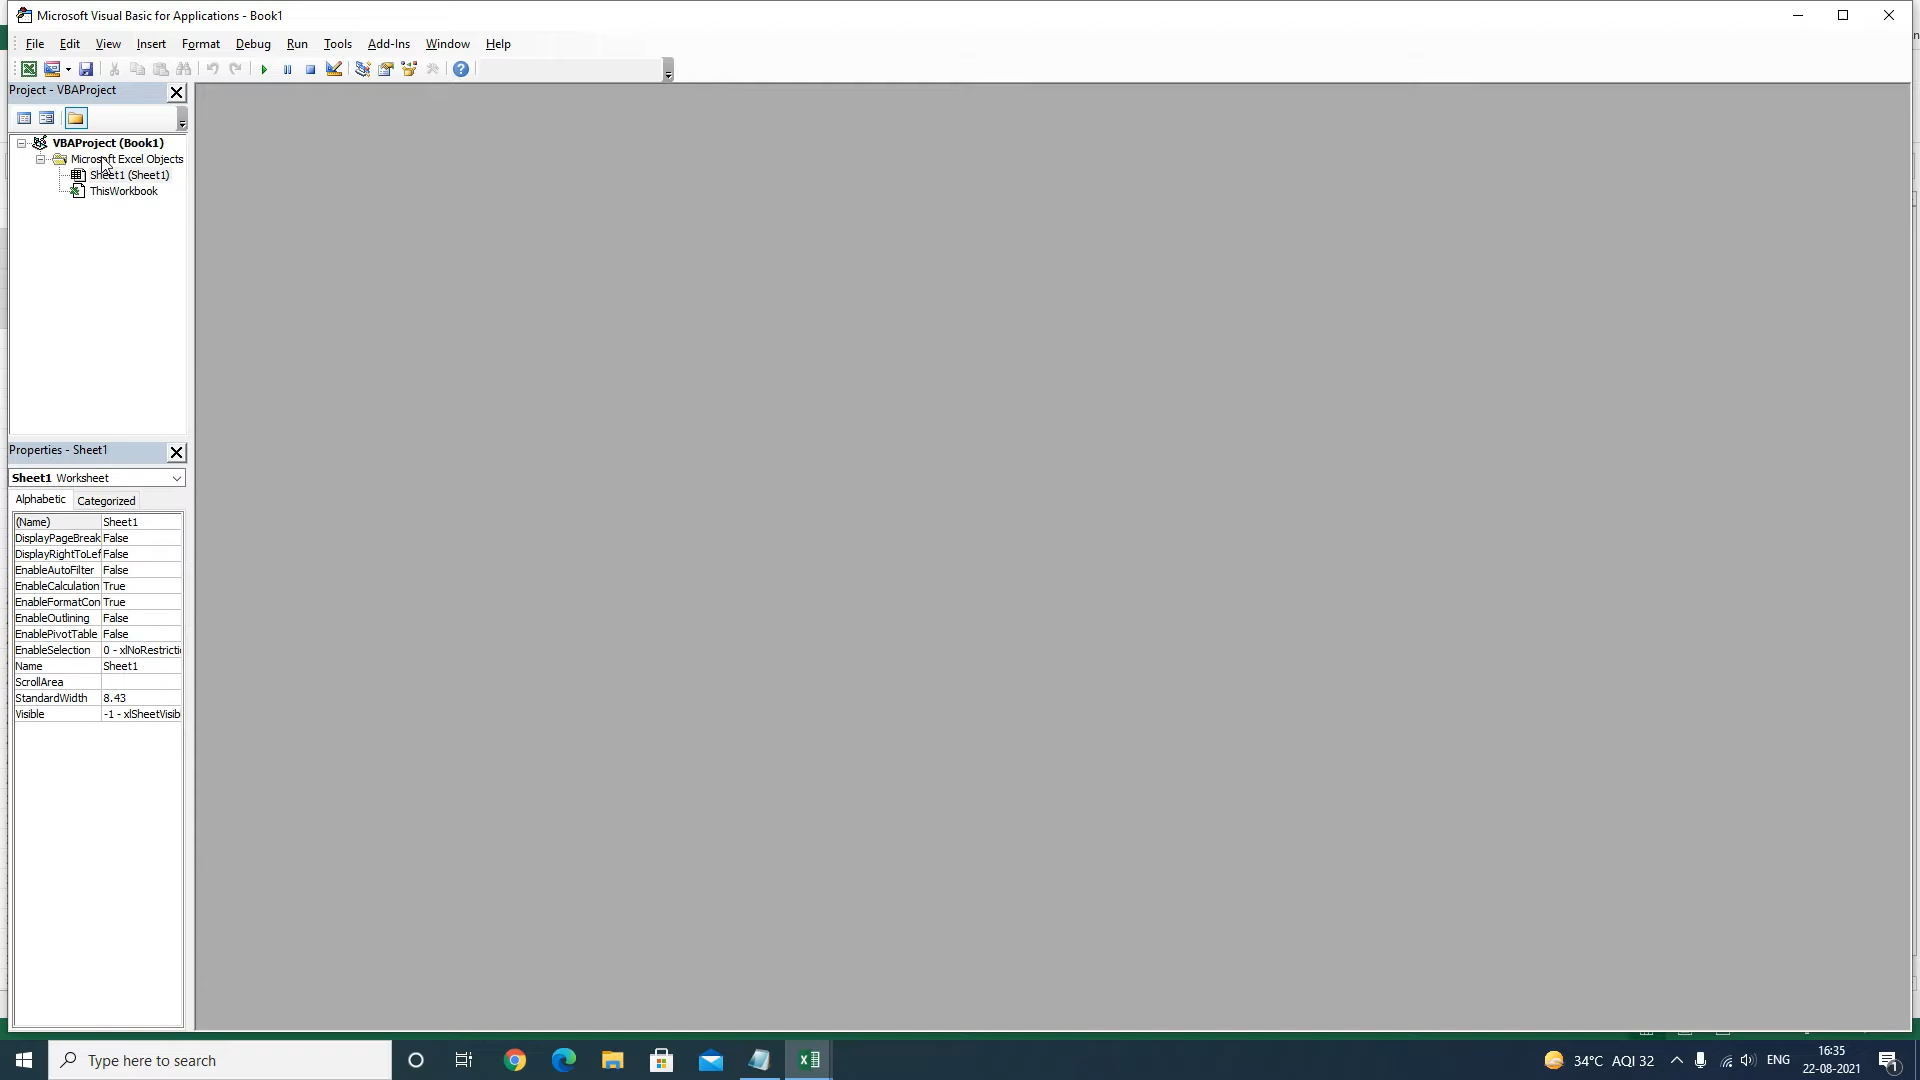 Microsoft Visual Basic for Applications - Book1
File Edit View Insert Format Debug Run Tools Add-Ins Window Help
Project - VBAProject
VBAProject (Book1)
Microsoft Excel Objects
Sheet1 (Sheet1)
ThisWorkbook
Properties - Sheet1
Sheet1 Worksheet
Alphabetic Categorized
(Name) Sheet1
DisplayPageBreak False
DisplayRightToLef False
EnableAutoFilter False
EnableCalculation True
EnableFormatCon True
EnableOutlining False
EnablePivotTable False
EnableSelection 0 - xlNoRestricti
Name Sheet1
ScrollArea
StandardWidth 8.43
Visible -1 - xlSheetVisib
Type here to search
34°C AQI 32
ENG
16:35
22-08-2021
1